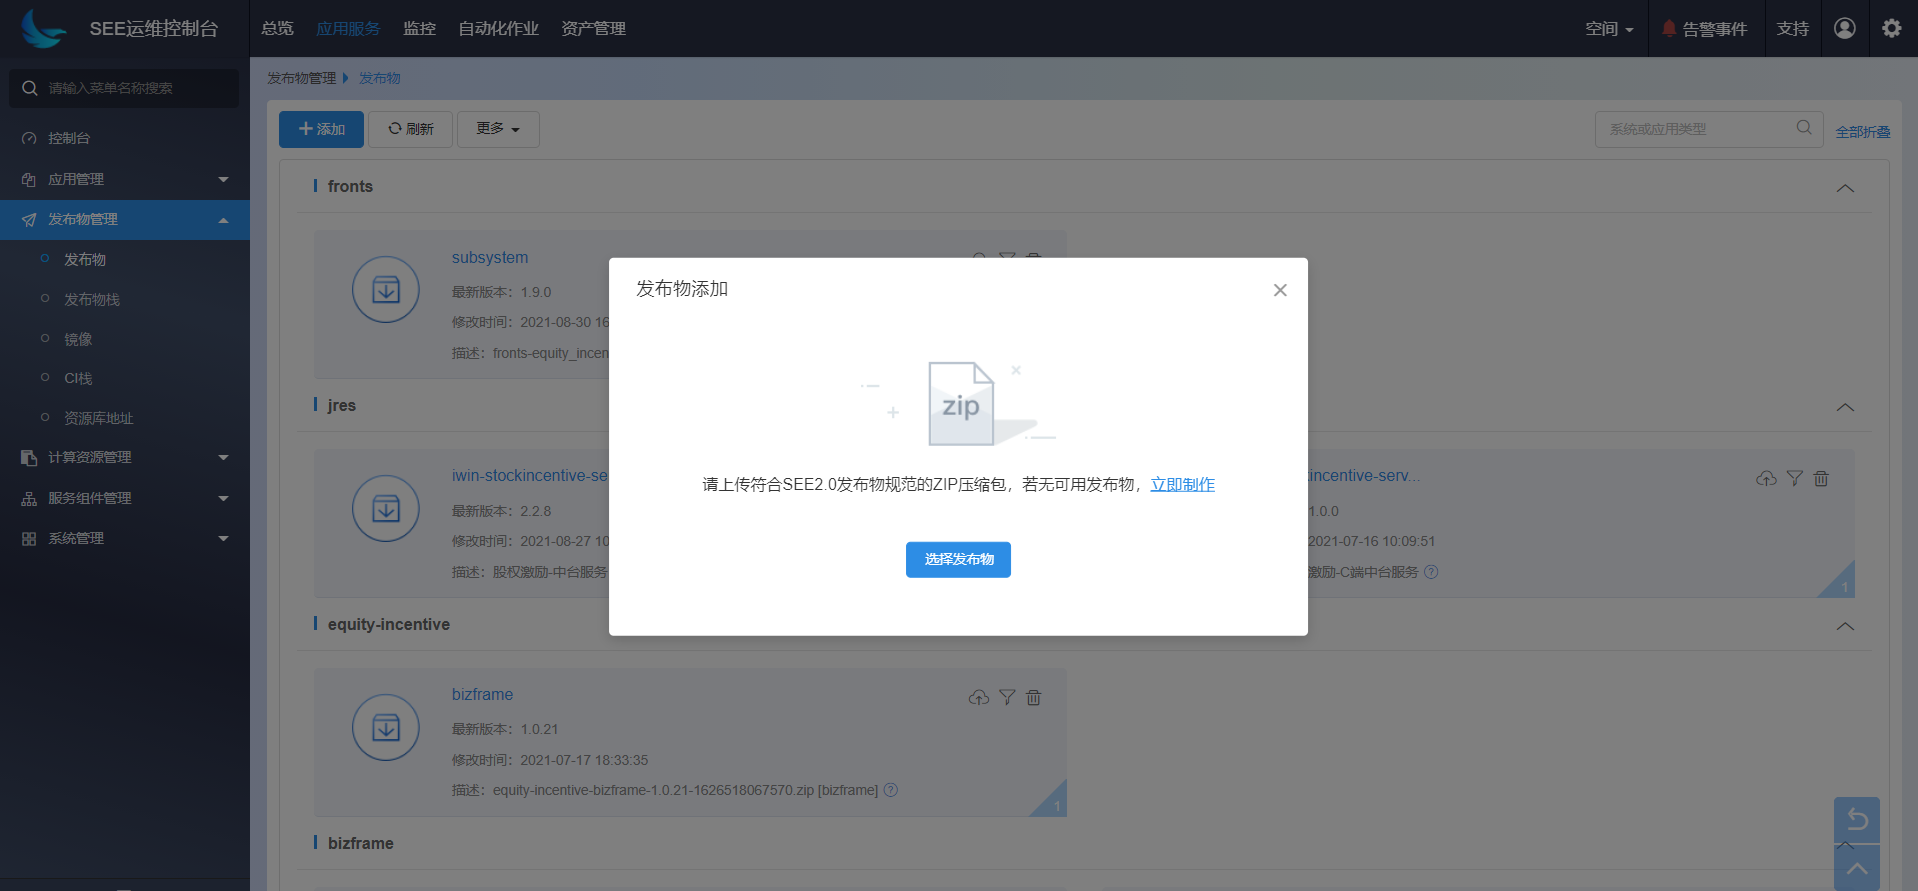 SEE运维控制台
总览 应用服务 监控 自动化作业 资产管理
空间 告警事件 支持
请输入菜单名称搜索
控制台
应用管理
发布物管理
发布物
发布物栈
镜像
CI栈
资源库地址
计算资源管理
服务组件管理
系统管理
发布物管理 发布物
添加 刷新 更多
系统或应用类型
全部折叠
fronts
subsystem
最新版本：1.9.0
修改时间：2021-08-30 16
描述：fronts-equity_incen
jres
iwin-stockincentive-se
最新版本：2.2.8
修改时间：2021-08-27 10
描述：股权激励-中台服务
incentive-serv...
1.0.0
2021-07-16 10:09:51
激励-C端中台服务
1
equity-incentive
bizframe
最新版本：1.0.21
修改时间：2021-07-17 18:33:35
描述：equity-incentive-bizframe-1.0.21-1626518067570.zip [bizframe]
1
bizframe
发布物添加
zip
请上传符合SEE2.0发布物规范的ZIP压缩包，若无可用发布物，立即制作
选择发布物